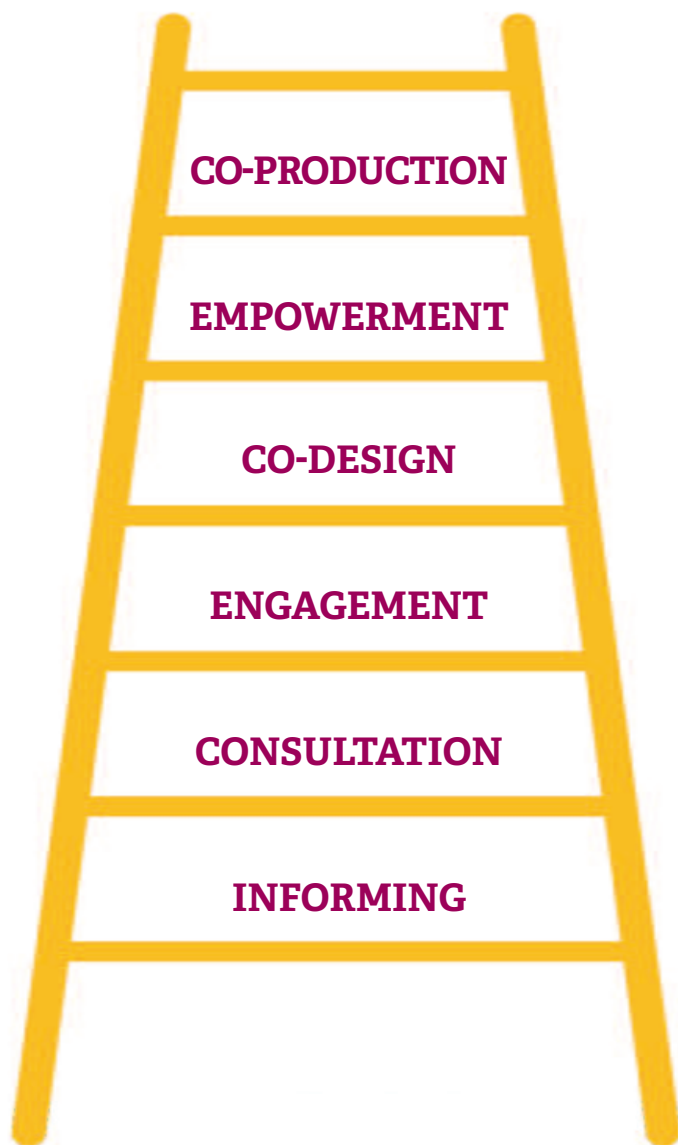 CO-PRODUCTION
EMPOWERMENT
CO-DESIGN
ENGAGEMENT
CONSULTATION
INFORMING